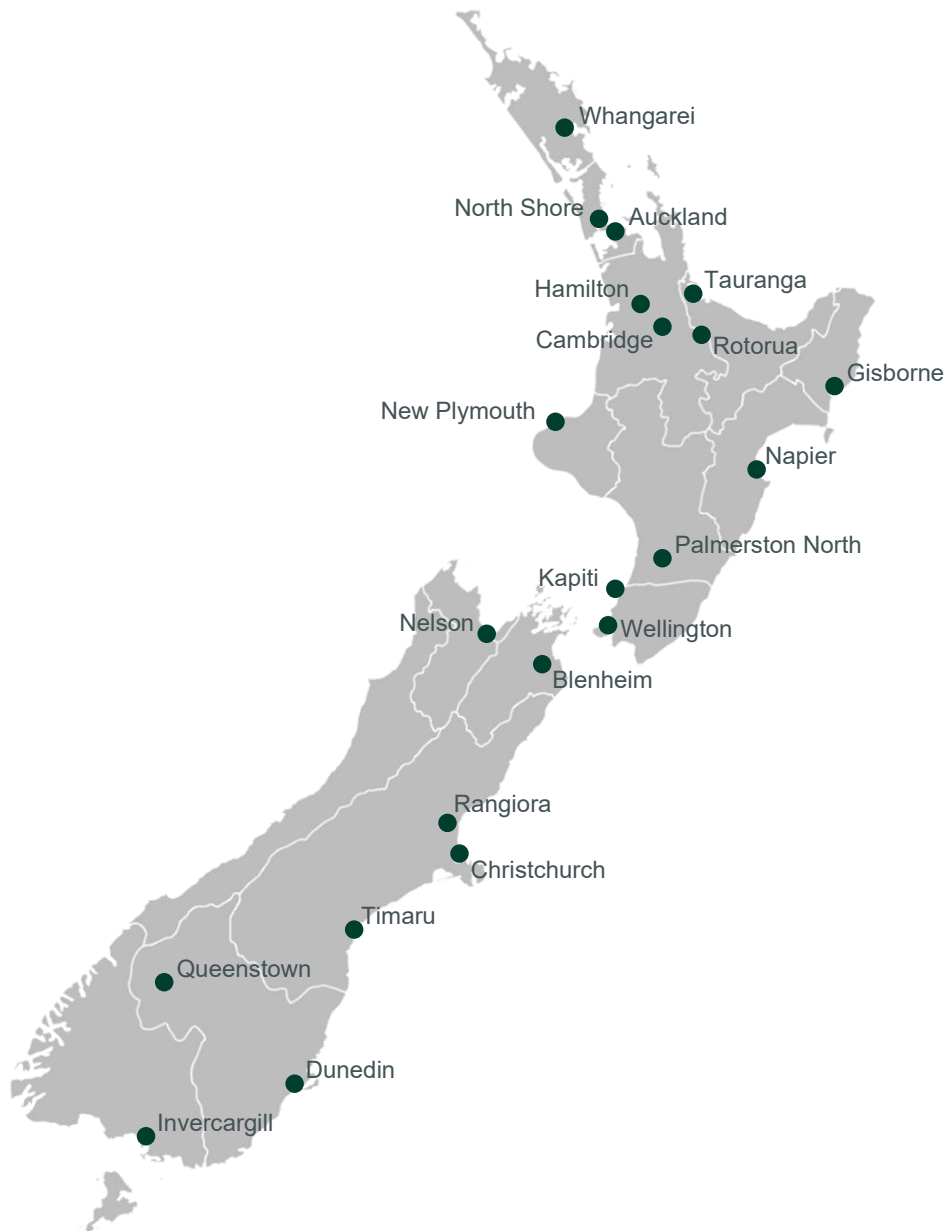 Whangarei
North Shore
Auckland
Tauranga
Hamilton
Cambridge
Rotorua
Gisborne
New Plymouth
Napier
Palmerston North
Kapiti
Nelson
Wellington
Blenheim
Rangiora
Christchurch
Timaru
Queenstown
Dunedin
Invercargill